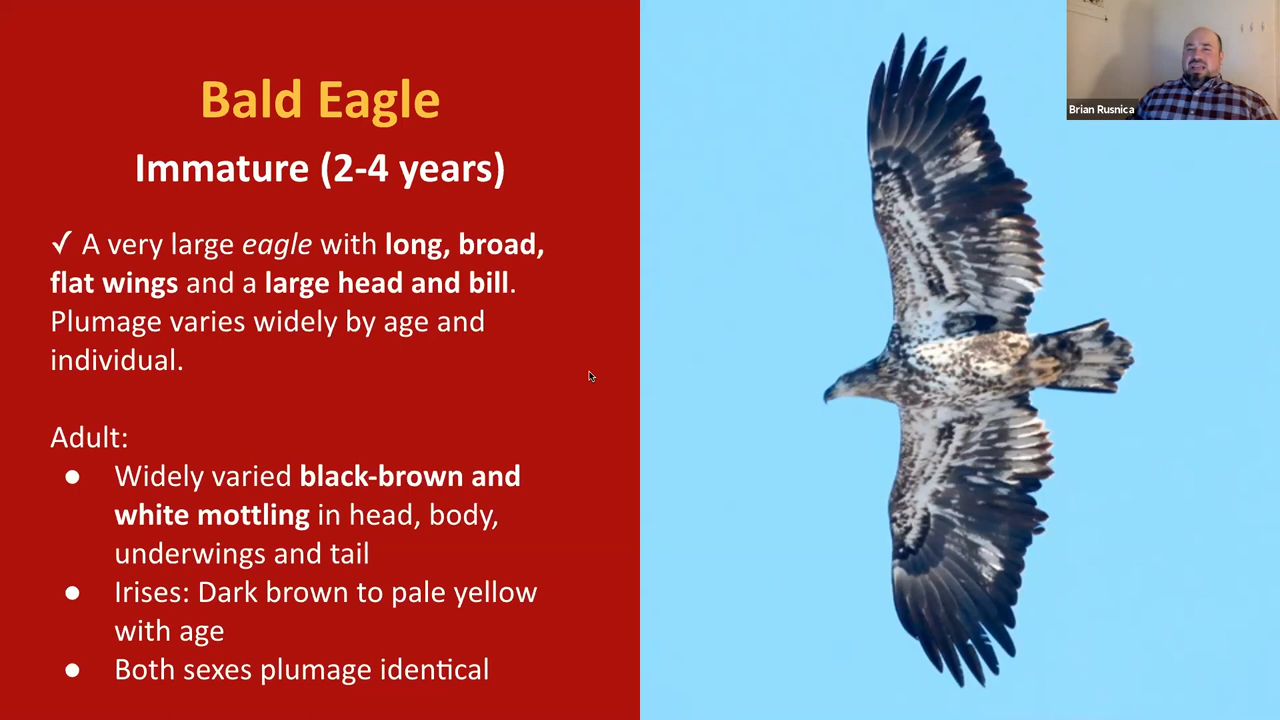 Bald Eagle
Immature (2-4 years)
✓ A very large eagle with long, broad,
flat wings and a large head and bill.
Plumage varies widely by age and
individual.
Adult:
● Widely varied black-brown and
white mottling in head, body,
underwings and tail
● Irises: Dark brown to pale yellow
with age
● Both sexes plumage identical
Brian Rusnica